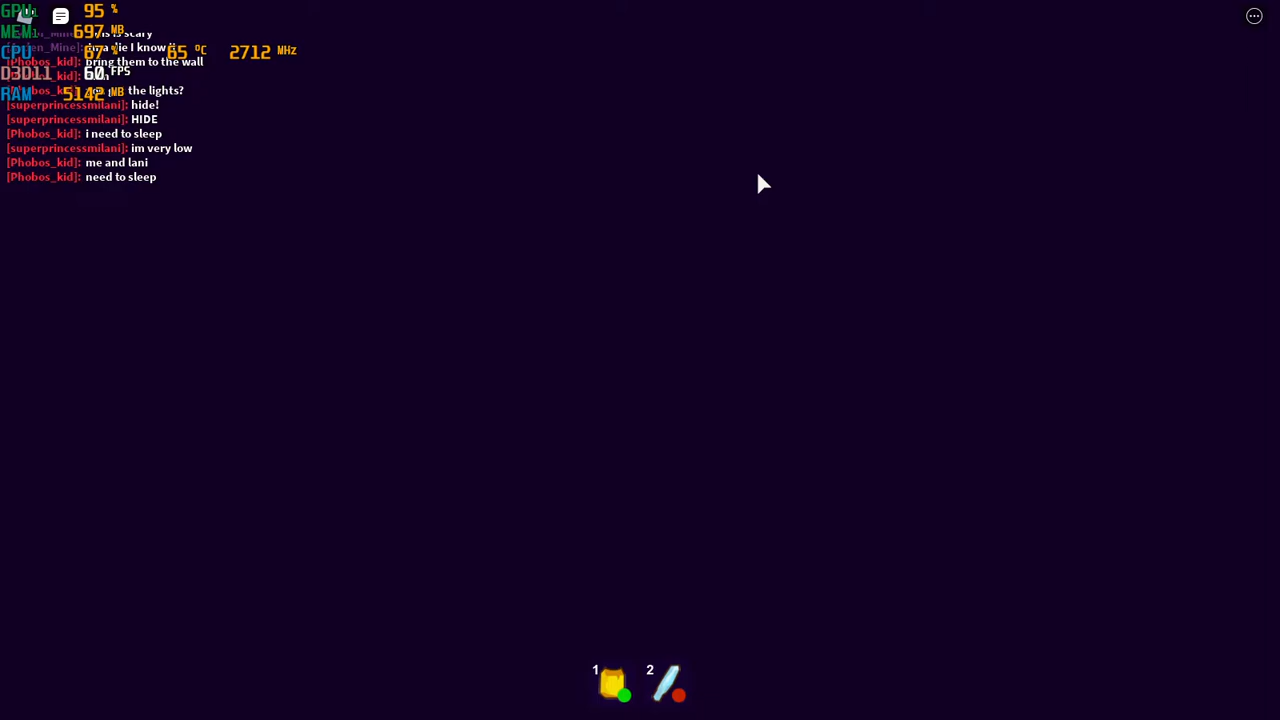 GPU 95 %
MEM 697 MB
CPU 67 % 65 °C 2712 MHz
[Phobos_kid]: bring them to the wall
D3D11 60 FPS
the lights?
RAM 5142 MB
[superprincessmilani]: hide!
[superprincessmilani]: HIDE
[Phobos_kid]: i need to sleep
[superprincessmilani]: im very low
[Phobos_kid]: me and lani
[Phobos_kid]: need to sleep
1 2